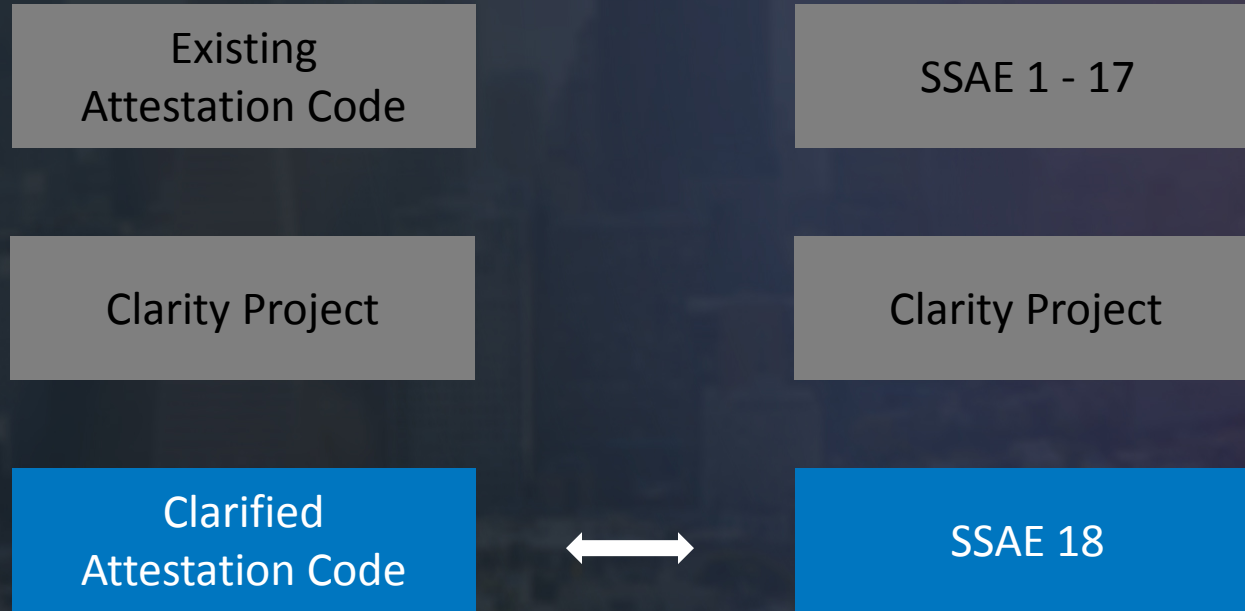 Existing
Attestation Code
SSAE 1 - 17
Clarity Project
Clarity Project
Clarified
Attestation Code
SSAE 18